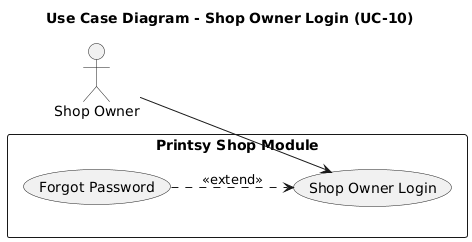 Use Case Diagram - Shop Owner Login (UC-10)
Shop Owner
Printsy Shop Module
Forgot Password
«extend»
Shop Owner Login